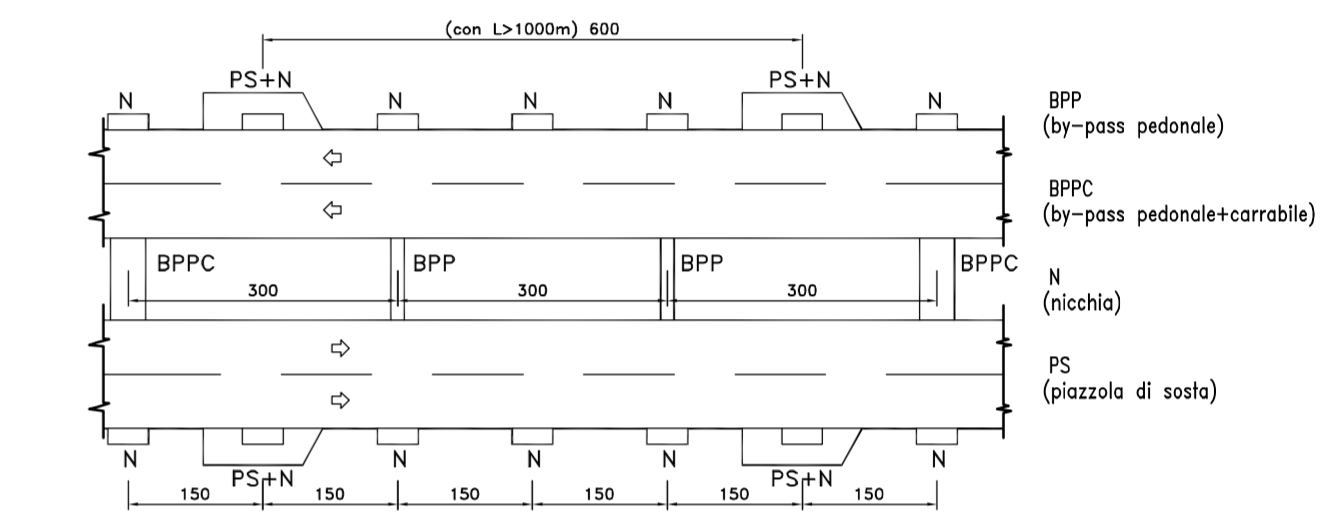 (con L>1000m) 600
PS+N PS+N
N N N N N
BPP
(by-pass pedonale)
BPPC
(by-pass pedonale+carrabile)
BPPC BPP BPP BPPC
300 300 300
N
(nicchia)
PS
(piazzola di sosta)
N N N N N
PS+N PS+N
150 150 150 150 150 150